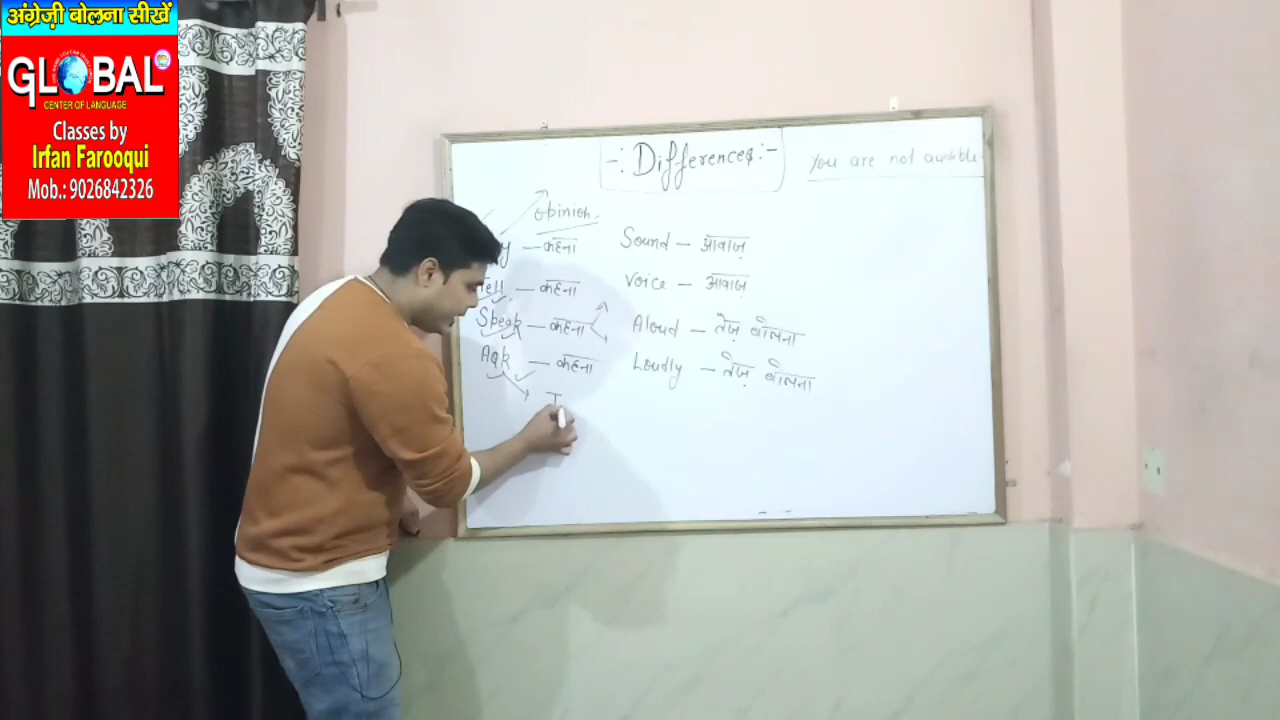 अंग्रेज़ी बोलना सीखें
GLOBAL
CENTER OF LANGUAGE
Classes by
Irfan Farooqui
Mob.: 9026842326
-: Differences:-
You are not audible.
opinion.
— कहना
Sound — आवाज़
Tell — कहना
Voice — आवाज़
Speak — कहना
Aloud — तेज़ बोलना
Ask — कहना
Loudly — तेज़ बोलना